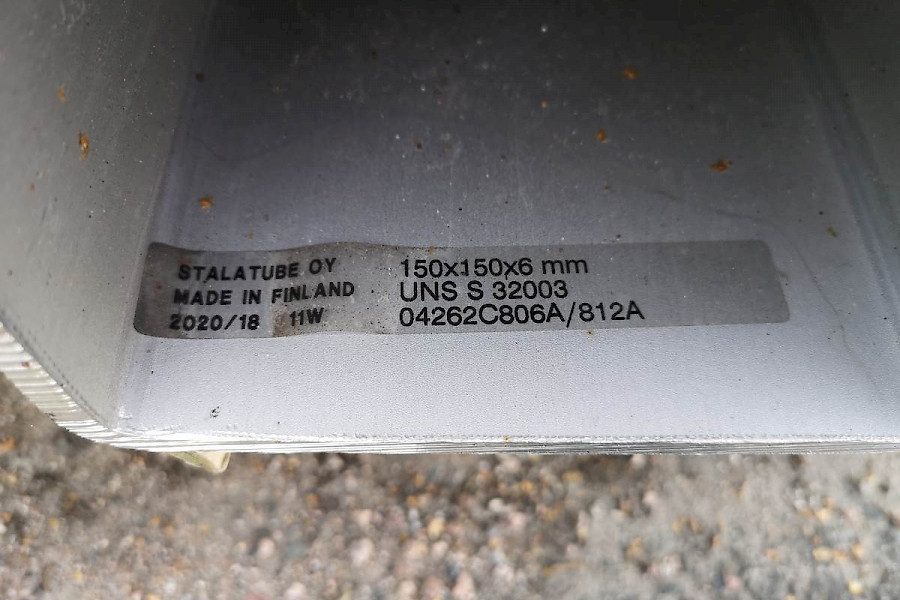 STALATUBE OY
MADE IN FINLAND
2020/18 11W
150x150x6 mm
UNS S 32003
04262C806A/812A